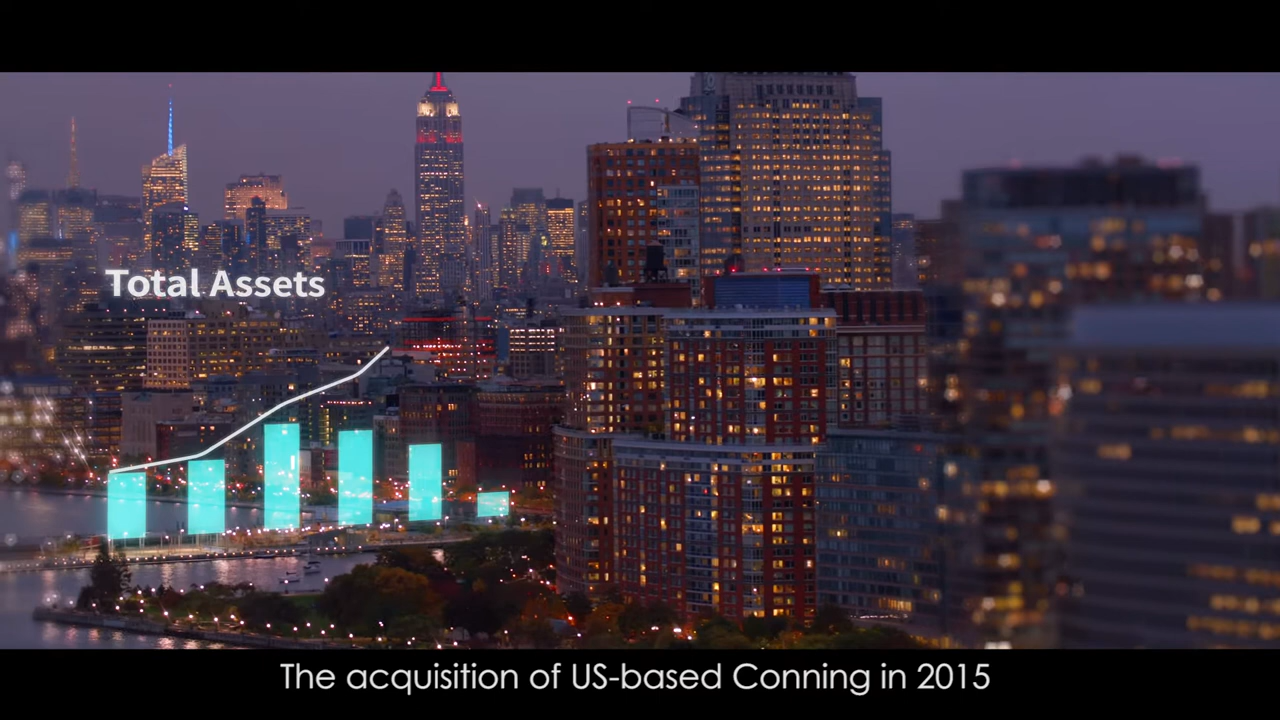 Total Assets
The acquisition of US-based Conning in 2015